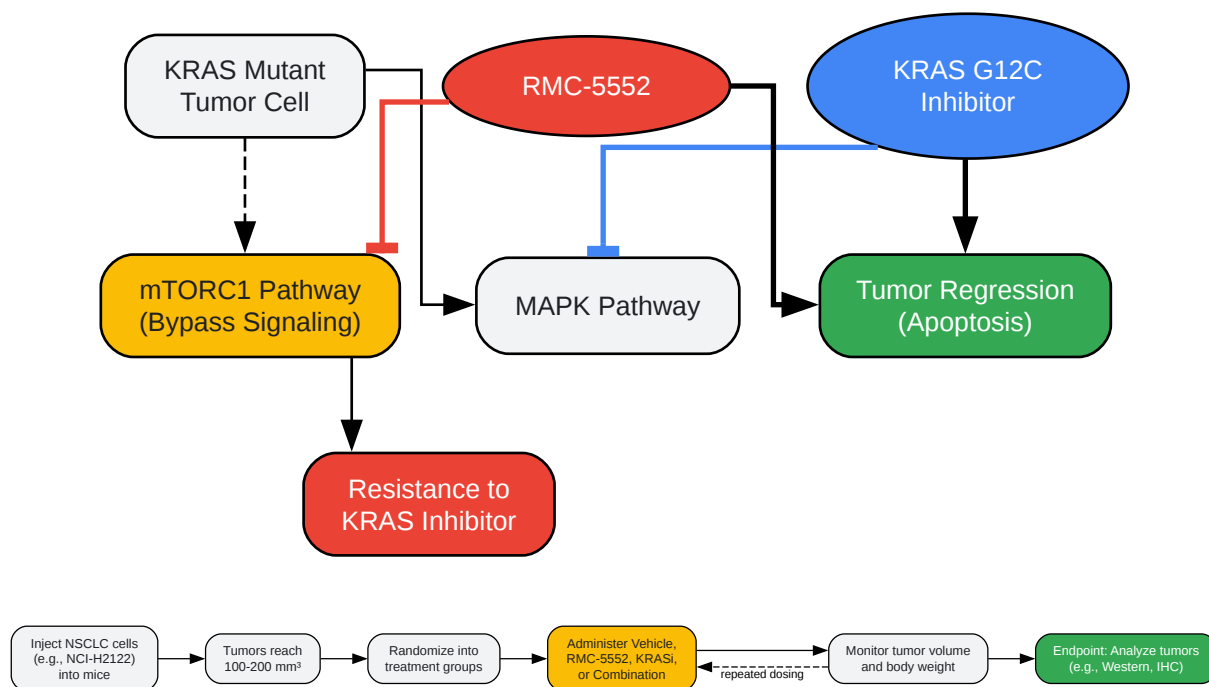 KRAS Mutant
Tumor Cell
RMC-5552
KRAS G12C
Inhibitor
mTORC1 Pathway
(Bypass Signaling)
MAPK Pathway
Tumor Regression
(Apoptosis)
Resistance to
KRAS Inhibitor
Inject NSCLC cells
(e.g., NCI-H2122)
into mice
Tumors reach
100-200 mm³
Randomize into
treatment groups
Administer Vehicle,
RMC-5552, KRASi,
or Combination
repeated dosing
Monitor tumor volume
and body weight
Endpoint: Analyze tumors
(e.g., Western, IHC)